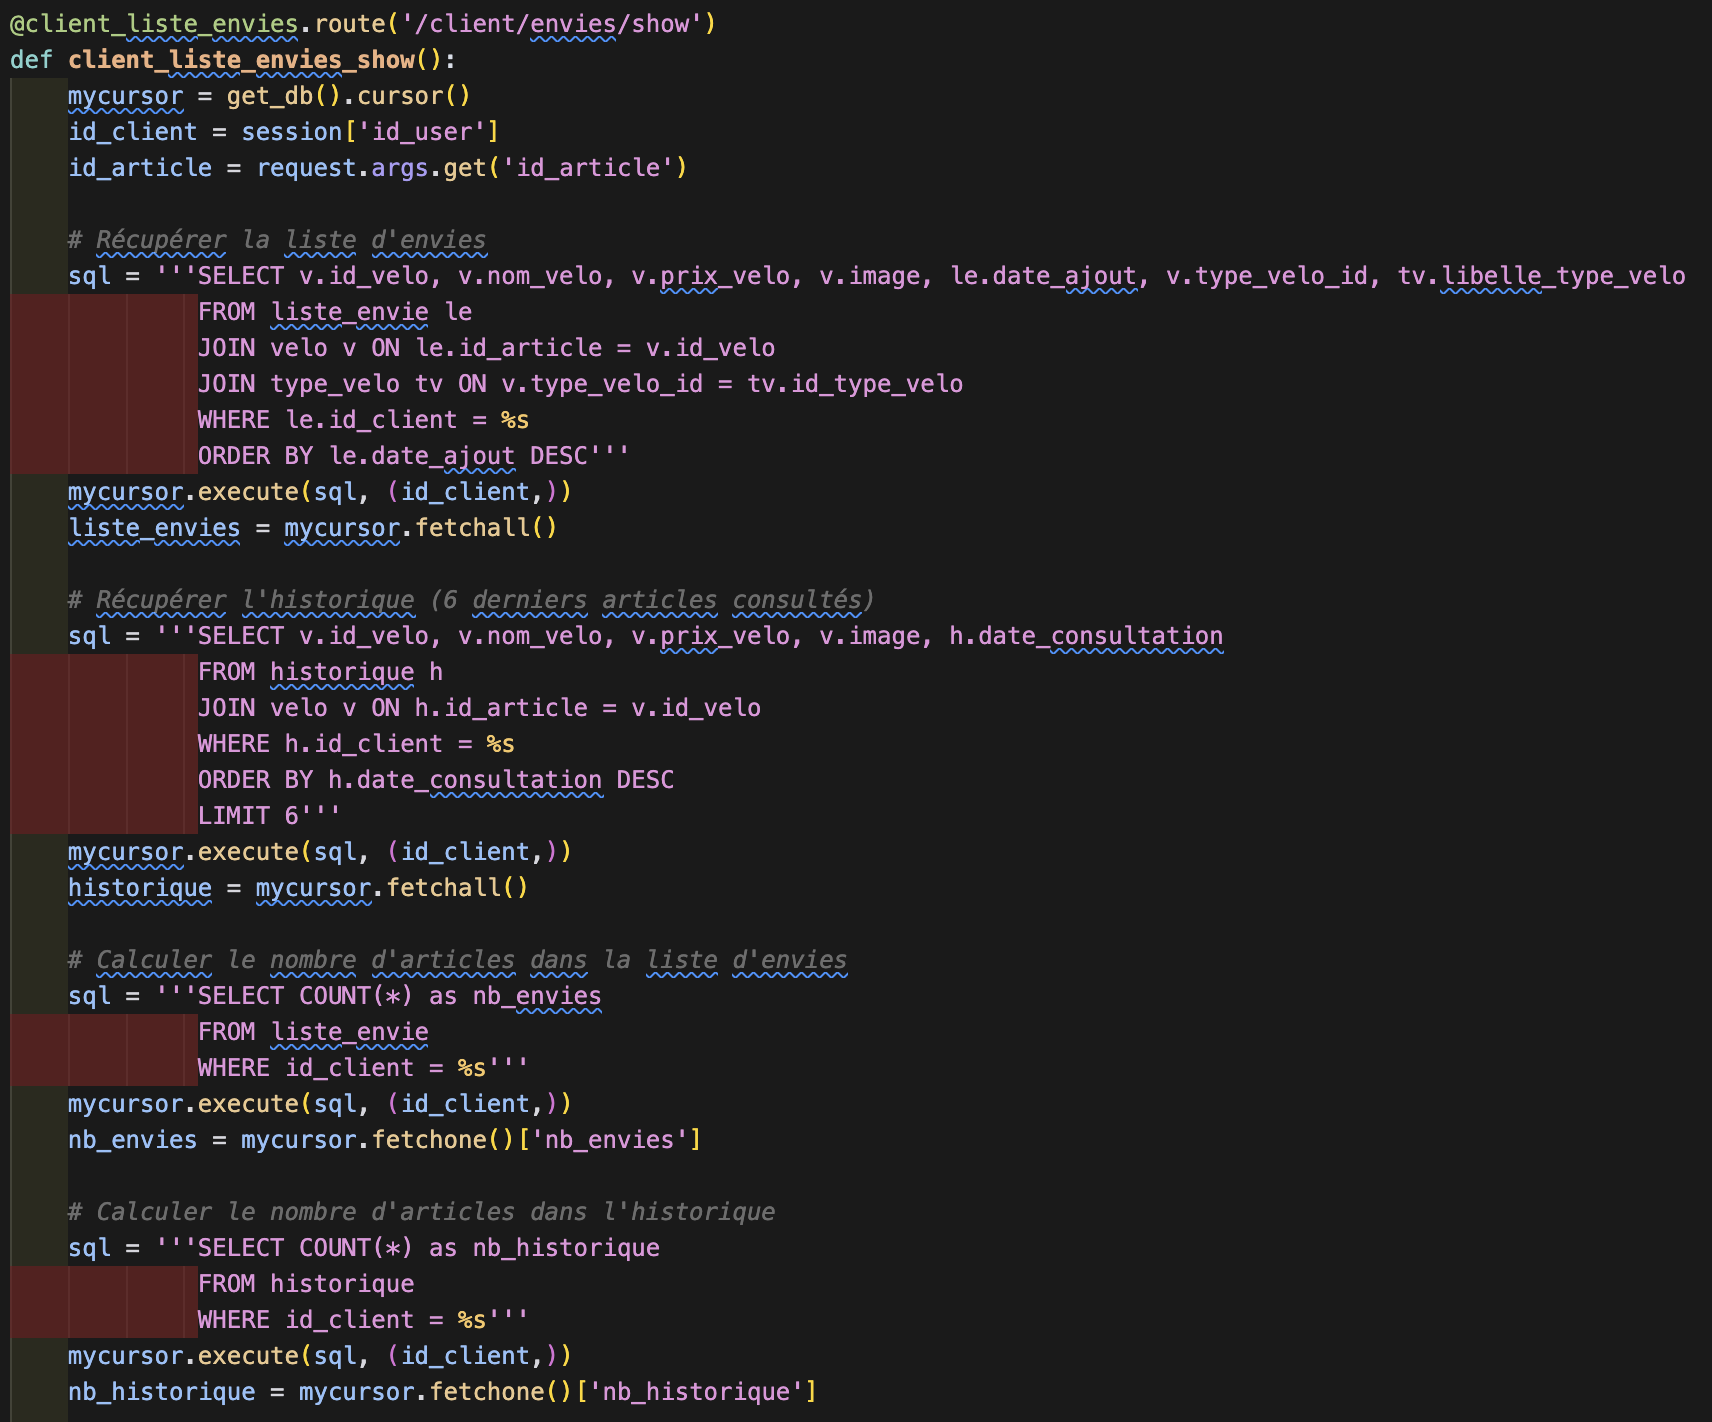 @client_liste_envies.route('/client/envies/show')
def client_liste_envies_show():
    mycursor = get_db().cursor()
    id_client = session['id_user']
    id_article = request.args.get('id_article')

    # Récupérer la liste d'envies
    sql = '''SELECT v.id_velo, v.nom_velo, v.prix_velo, v.image, le.date_ajout, v.type_velo_id, tv.libelle_type_velo
             FROM liste_envie le
             JOIN velo v ON le.id_article = v.id_velo
             JOIN type_velo tv ON v.type_velo_id = tv.id_type_velo
             WHERE le.id_client = %s
             ORDER BY le.date_ajout DESC'''
    mycursor.execute(sql, (id_client,))
    liste_envies = mycursor.fetchall()

    # Récupérer l'historique (6 derniers articles consultés)
    sql = '''SELECT v.id_velo, v.nom_velo, v.prix_velo, v.image, h.date_consultation
             FROM historique h
             JOIN velo v ON h.id_article = v.id_velo
             WHERE h.id_client = %s
             ORDER BY h.date_consultation DESC
             LIMIT 6'''
    mycursor.execute(sql, (id_client,))
    historique = mycursor.fetchall()

    # Calculer le nombre d'articles dans la liste d'envies
    sql = '''SELECT COUNT(*) as nb_envies
             FROM liste_envie
             WHERE id_client = %s'''
    mycursor.execute(sql, (id_client,))
    nb_envies = mycursor.fetchone()['nb_envies']

    # Calculer le nombre d'articles dans l'historique
    sql = '''SELECT COUNT(*) as nb_historique
             FROM historique
             WHERE id_client = %s'''
    mycursor.execute(sql, (id_client,))
    nb_historique = mycursor.fetchone()['nb_historique']